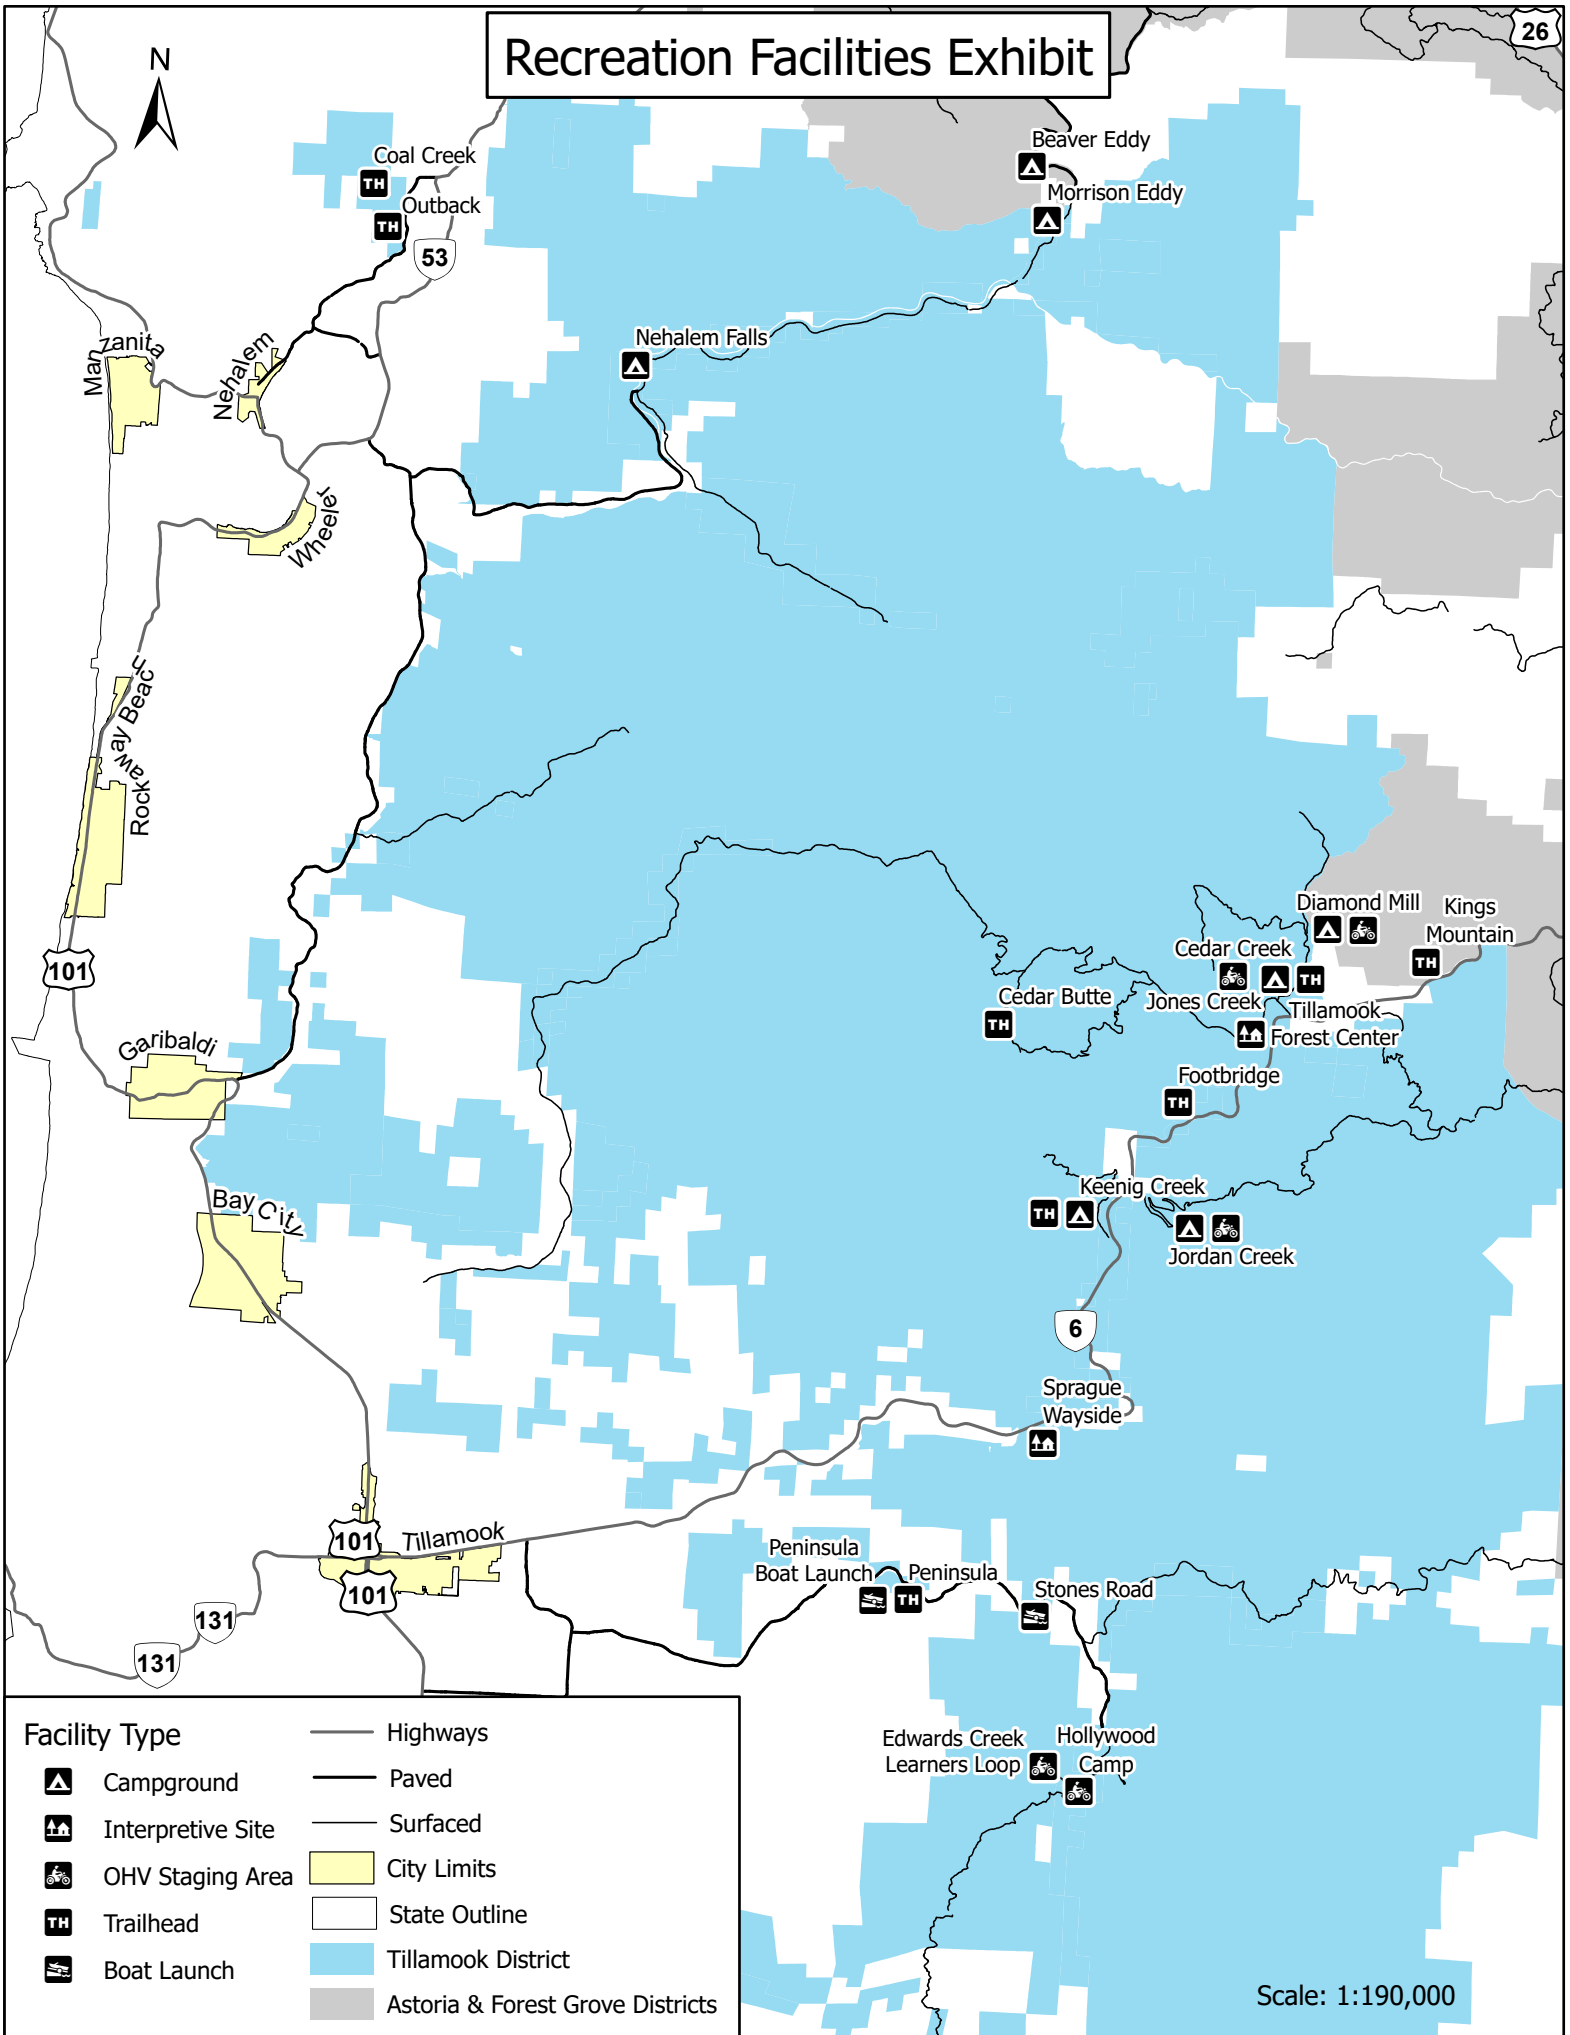 Recreation Facilities Exhibit
26
N
Beaver Eddy
Coal Creek
TH
Morrison Eddy
Outback
TH
53
Nehalem Falls
Manzanita
Nehalem
Wheeler
Rockaway Beach
Diamond Mill
Kings
Mountain
TH
Cedar Creek
TH
101
Cedar Butte
TH
Jones Creek
Tillamook
Forest Center
Garibaldi
Footbridge
TH
Keenig Creek
TH
Bay City
Jordan Creek
6
Sprague
Wayside
101
Tillamook
Peninsula
Boat Launch
Peninsula
TH
Stones Road
101
131
131
Edwards Creek
Learners Loop
Hollywood
Camp
Facility Type
Campground
Interpretive Site
OHV Staging Area
TH Trailhead
Boat Launch
Highways
Paved
Surfaced
City Limits
State Outline
Tillamook District
Astoria & Forest Grove Districts
Scale: 1:190,000